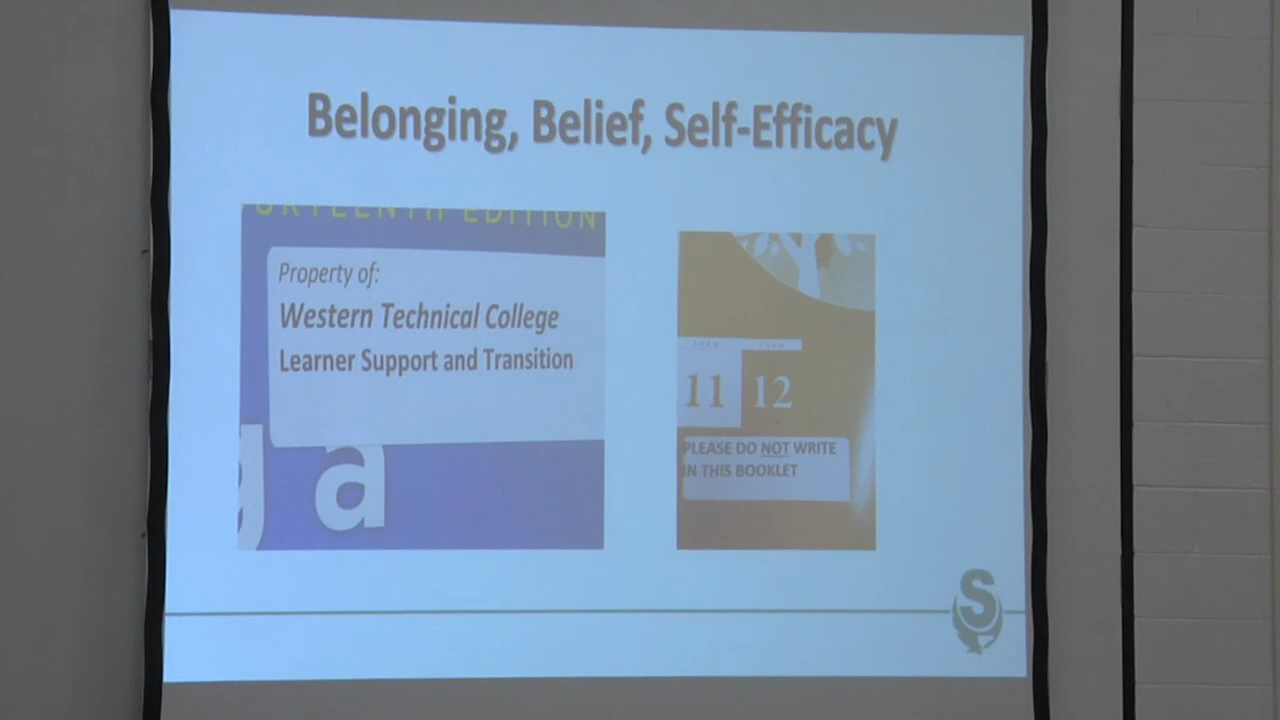 Belonging, Belief, Self-Efficacy
EDITION
Property of:
Western Technical College
Learner Support and Transition
a
11 12
PLEASE DO NOT WRITE
IN THIS BOOKLET
S